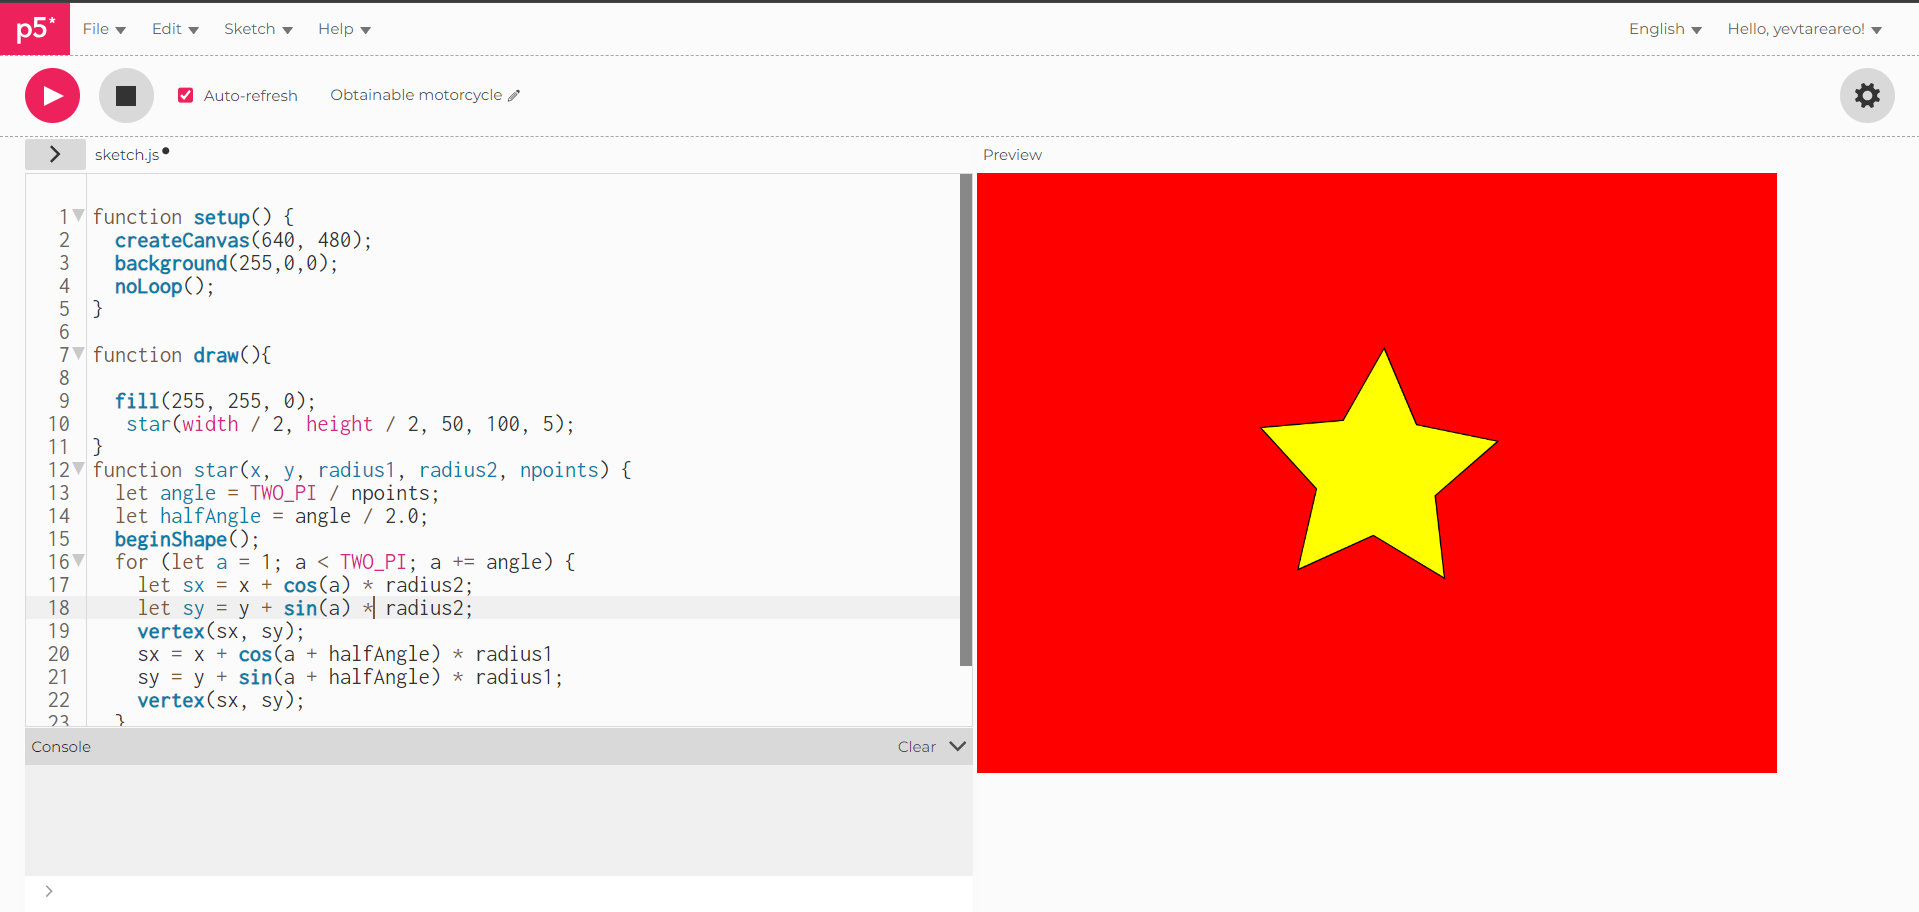 p5* File Edit Sketch Help English Hello, yevtareareo!
Auto-refresh Obtainable motorcycle
sketch.js
Preview
1 function setup() {
2   createCanvas(640, 480);
3   background(255,0,0);
4   noLoop();
5 }
6
7 function draw(){
8
9   fill(255, 255, 0);
10    star(width / 2, height / 2, 50, 100, 5);
11 }
12 function star(x, y, radius1, radius2, npoints) {
13   let angle = TWO_PI / npoints;
14   let halfAngle = angle / 2.0;
15   beginShape();
16   for (let a = 1; a < TWO_PI; a += angle) {
17     let sx = x + cos(a) * radius2;
18     let sy = y + sin(a) * radius2;
19     vertex(sx, sy);
20     sx = x + cos(a + halfAngle) * radius1
21     sy = y + sin(a + halfAngle) * radius1;
22     vertex(sx, sy);
23   }
Console Clear
>